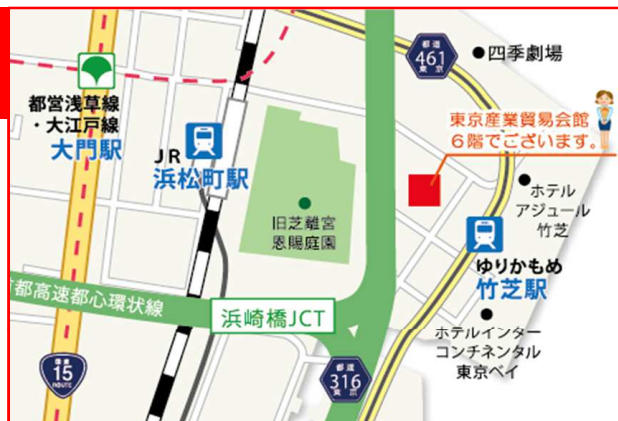 都道
461
東京
四季劇場
都営浅草線
・大江戸線
大門駅
JR
浜松町駅
東京産業貿易会館
6階でございます。
旧芝離宮
恩賜庭園
ホテル
アジュール
竹芝
ゆりかもめ
竹芝駅
都高速都心環状線
浜崎橋JCT
ホテルインター
コンチネンタル
東京ベイ
国道
15
ROUTE
都道
316
東京